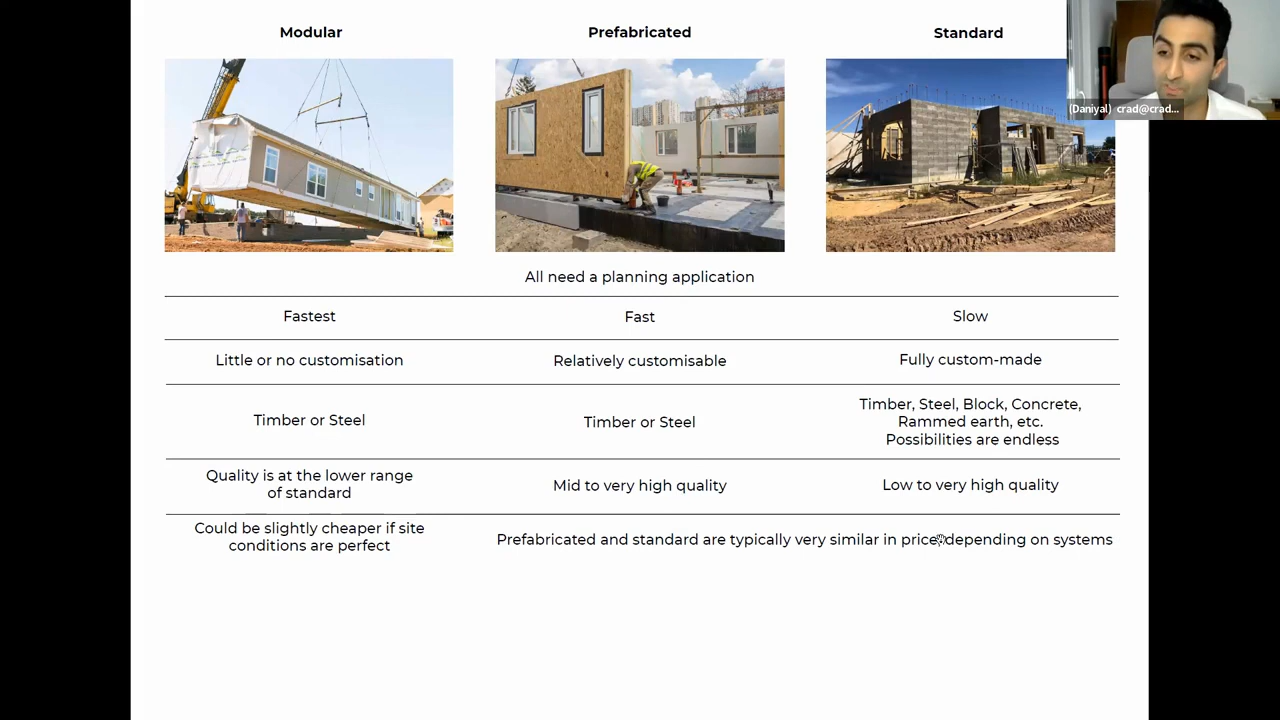 Modular
Prefabricated
Standard
(Daniyal) crad@crad...
All need a planning application
Fastest
Fast
Slow
Little or no customisation
Relatively customisable
Fully custom-made
Timber or Steel
Timber or Steel
Timber, Steel, Block, Concrete,
Rammed earth, etc.
Possibilities are endless
Quality is at the lower range
of standard
Mid to very high quality
Low to very high quality
Could be slightly cheaper if site
conditions are perfect
Prefabricated and standard are typically very similar in price, depending on systems